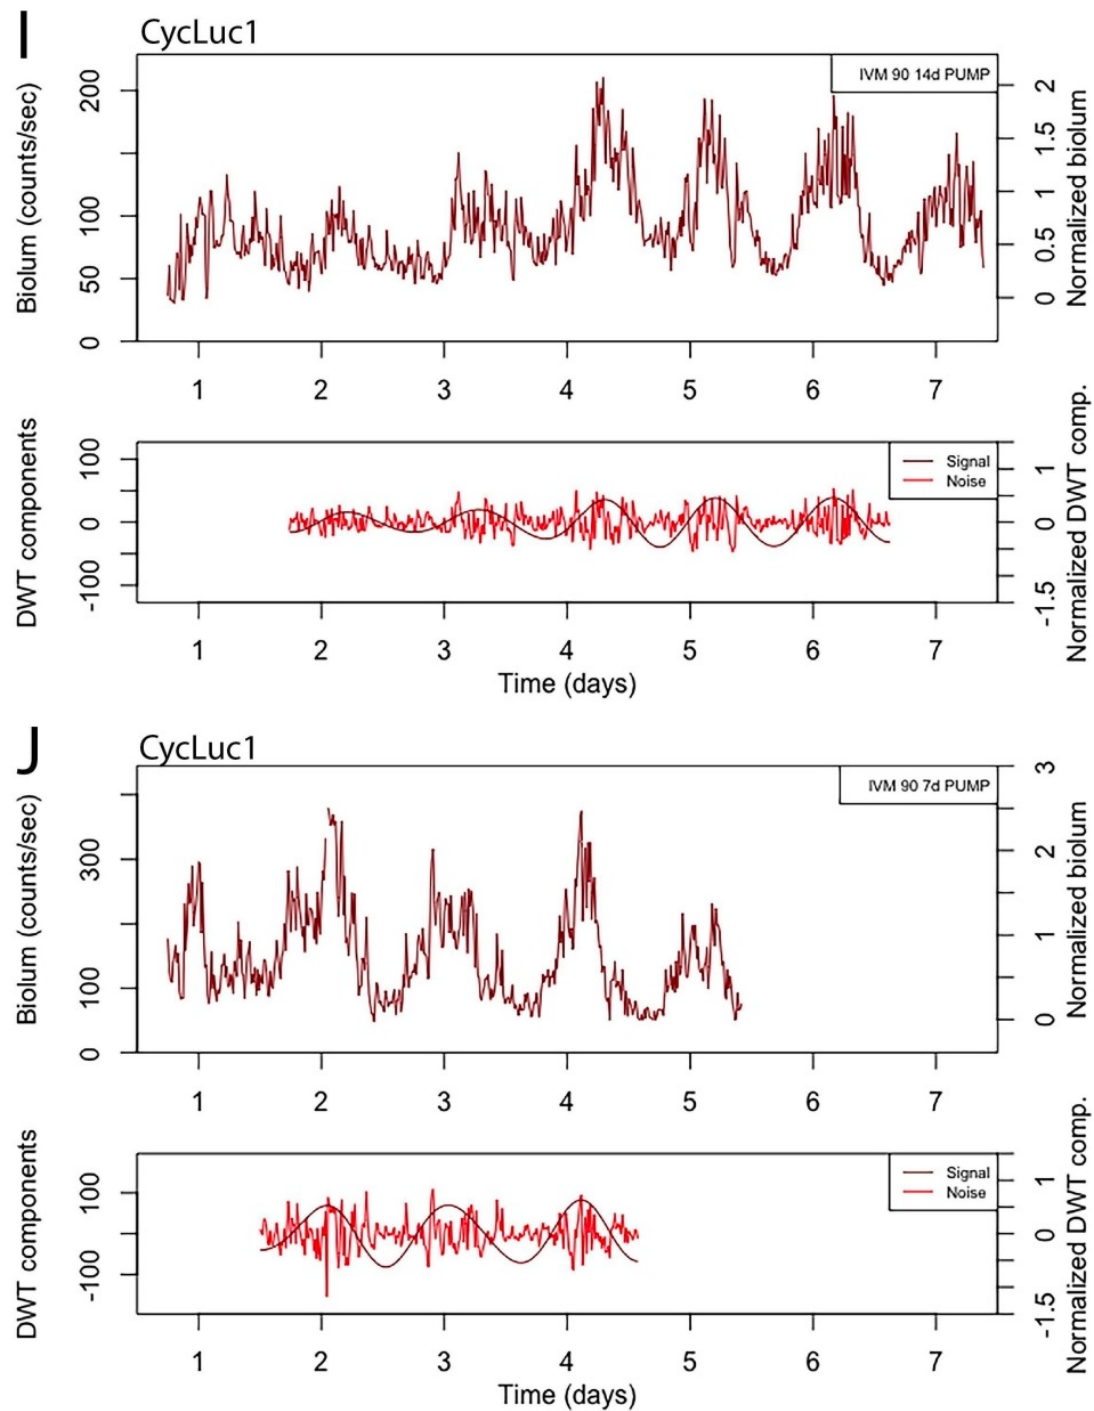 I
CycLuc1
IVM 90 14d PUMP
Biolum (counts/sec)
200
100
50
0
2
1.5
1
0.5
0
Normalized biolum
1 2 3 4 5 6 7
DWT components
100
0
-100
Signal
Noise
1
0
-1.5
Normalized DWT comp.
1 2 3 4 5 6 7
Time (days)
J
CycLuc1
IVM 90 7d PUMP
Biolum (counts/sec)
300
100
0
3
2
1
0
Normalized biolum
1 2 3 4 5 6 7
DWT components
100
-100
Signal
Noise
1
0
-1.5
Normalized DWT comp.
1 2 3 4 5 6 7
Time (days)